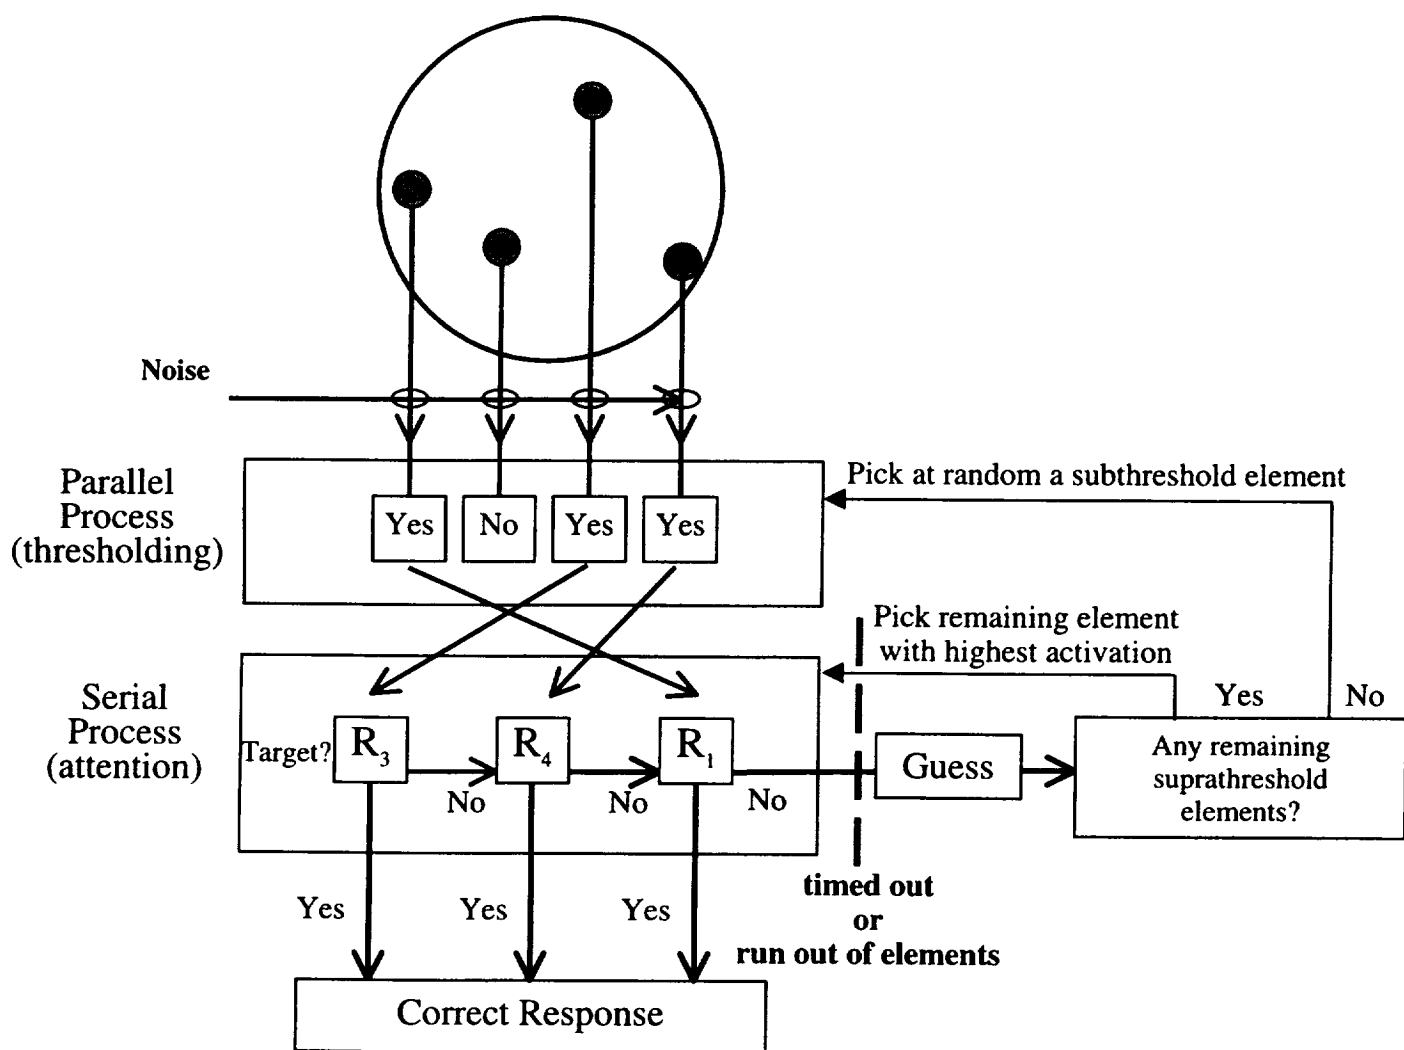 Noise
Parallel
Process
(thresholding)
Yes
No
Yes
Yes
Pick at random a subthreshold element
Pick remaining element
with highest activation
Yes
No
Serial
Process
(attention)
Target?
R3
R4
R1
No
No
No
Guess
Any remaining
suprathreshold
elements?
Yes
Yes
Yes
timed out
or
run out of elements
Correct Response